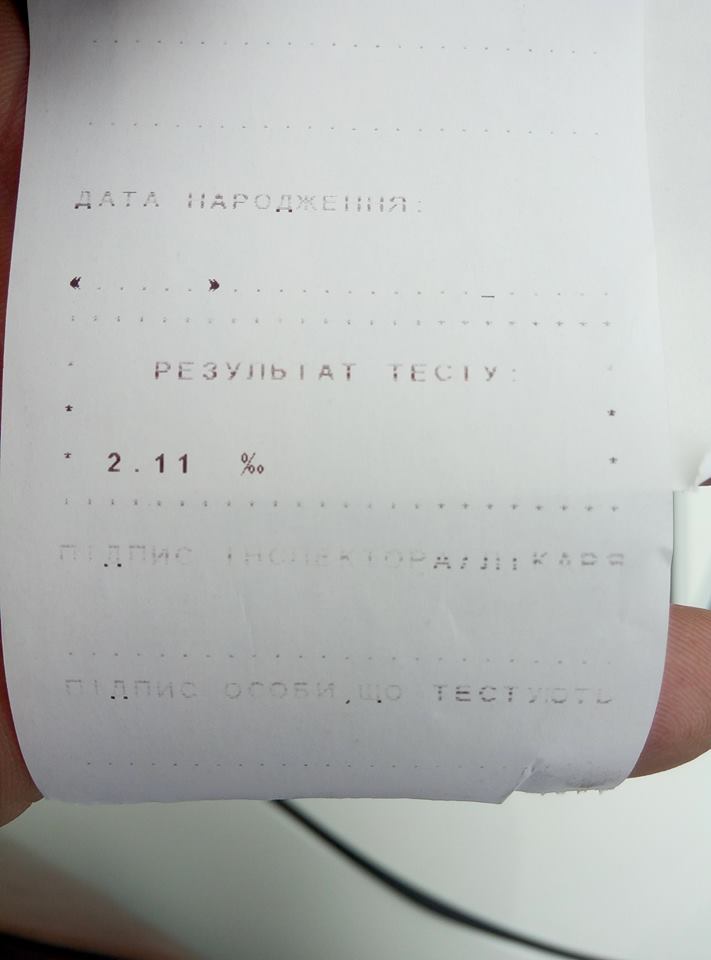 ДАТА НАРОДЖЕННЯ:
« . . . . . » . . . . . . . . . . . . . _ . . . .
РЕЗУЛЬТАТ ТЕСТУ:
2.11 ‰
ПІДПИС ІНСПЕКТОРА/ЛІКАРЯ
ПІДПИС ОСОБИ,ЩО ТЕСТУЮТЬ